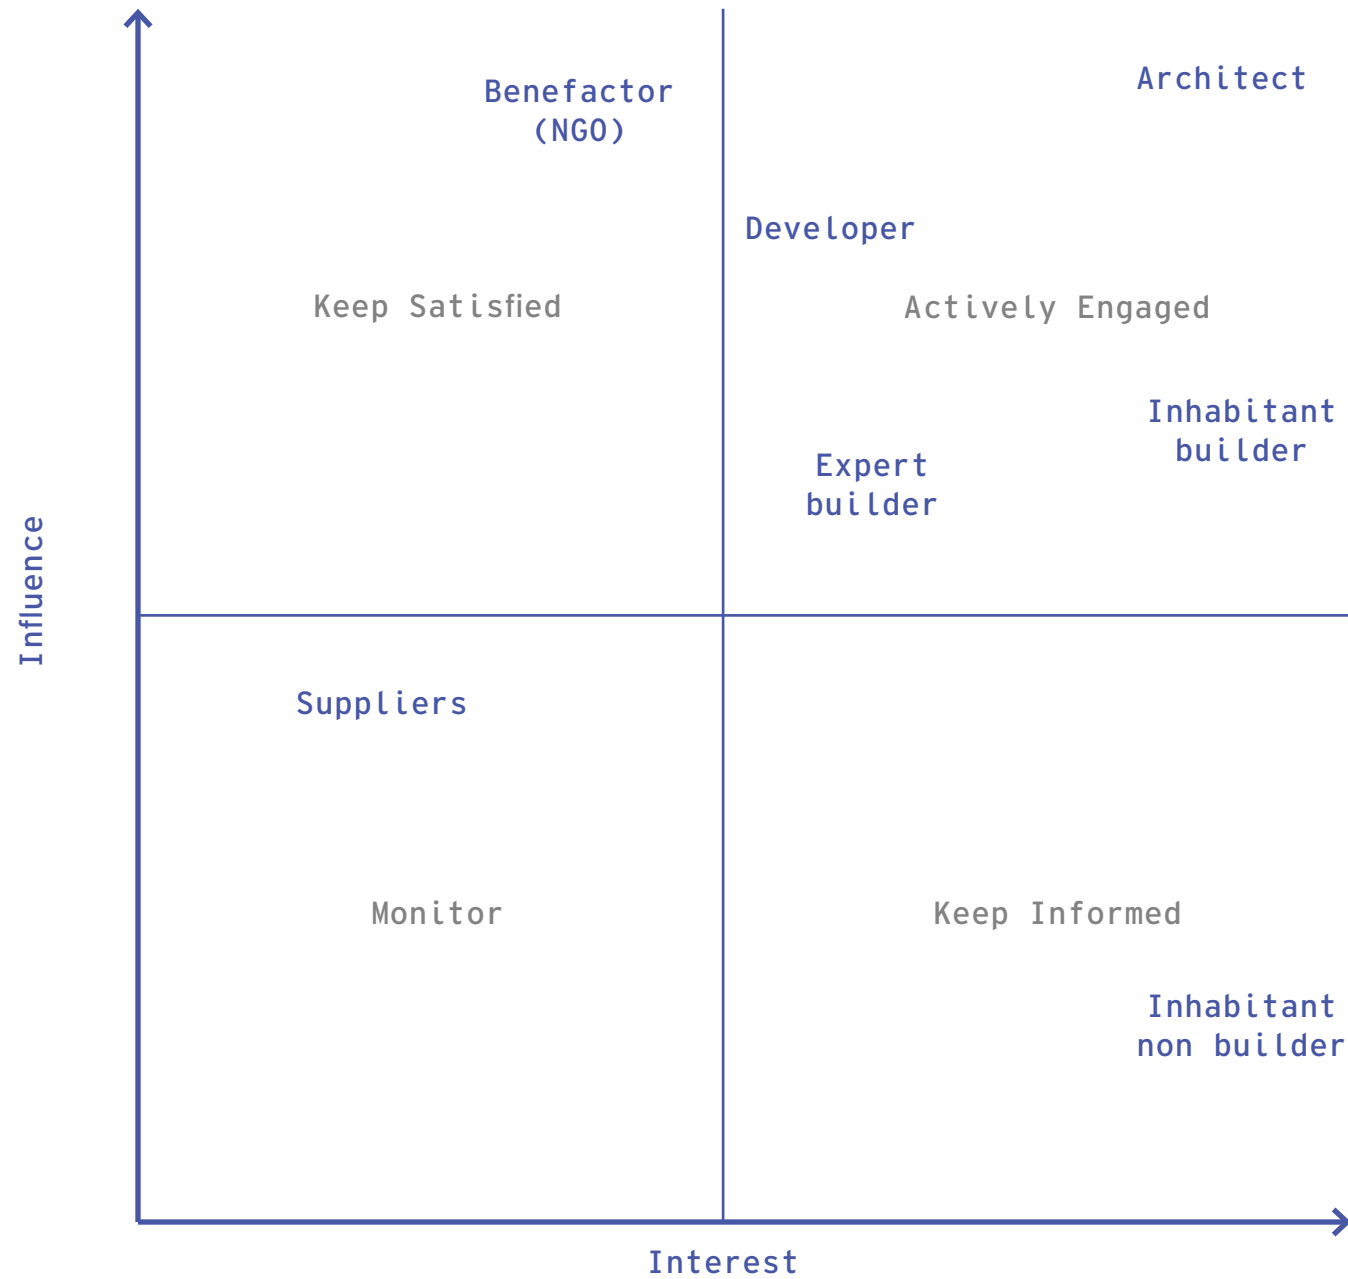 Architect
Benefactor
(NGO)
Developer
Keep Satisfied
Actively Engaged
Inhabitant
builder
Expert
builder
Influence
Suppliers
Monitor
Keep Informed
Inhabitant
non builder
Interest